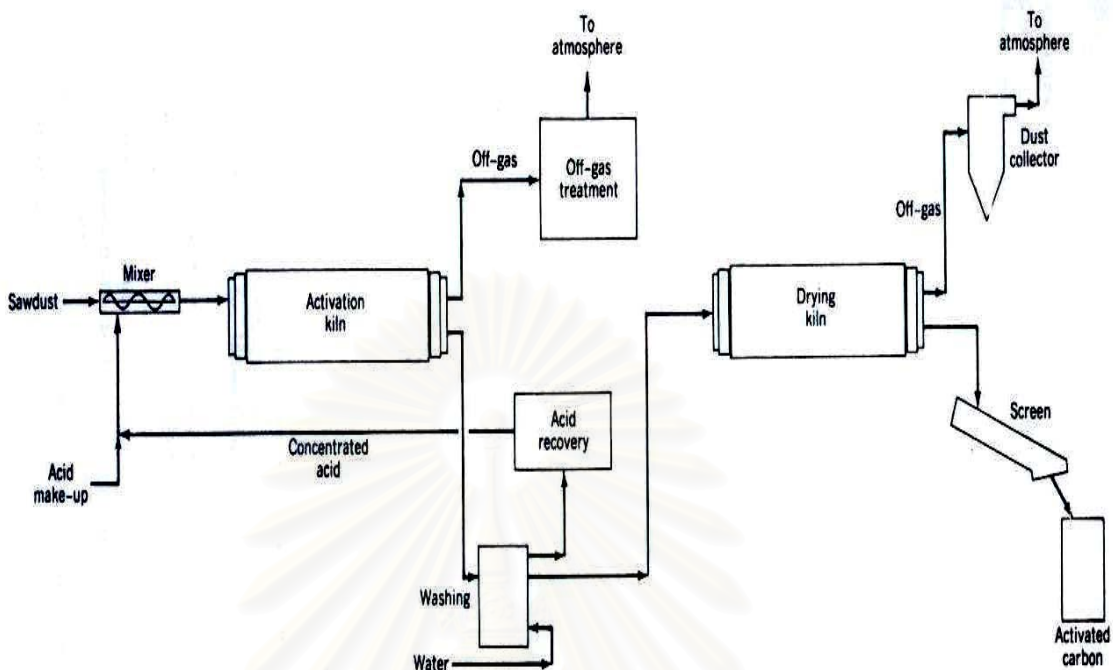 To
atmosphere
To
atmosphere
Dust
collector
Off-gas
Off-gas
treatment
Off-gas
Mixer
Sawdust
Activation
kiln
Drying
kiln
Acid
recovery
Screen
Concentrated
acid
Acid
make-up
Washing
Water
Activated
carbon